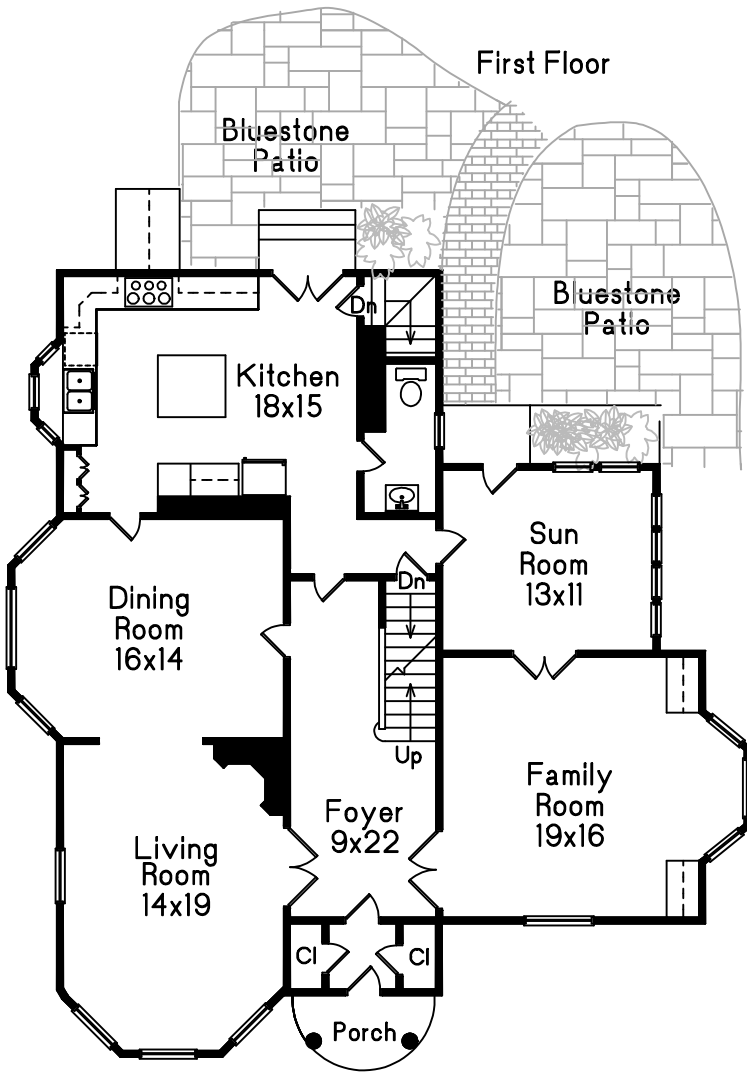 First Floor
Bluestone
Patio
Bluestone
Patio
Dn
Kitchen
18x15
Sun
Room
13x11
Dn
Dining
Room
16x14
Up
Family
Room
19x16
Foyer
9x22
Living
Room
14x19
Cl
Cl
Porch